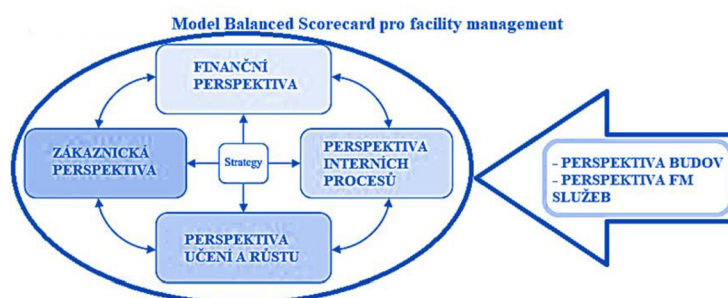 Model Balanced Scorecard pro facility management
FINANČNÍ
PERSPEKTIVA
ZÁKAZNICKÁ
PERSPEKTIVA
Strategy
PERSPEKTIVA
INTERNÍCH
PROCESŮ
PERSPEKTIVA
UČENÍ A RŮSTU
- PERSPEKTIVA BUDOV
- PERSPEKTIVA FM
SLUŽEB